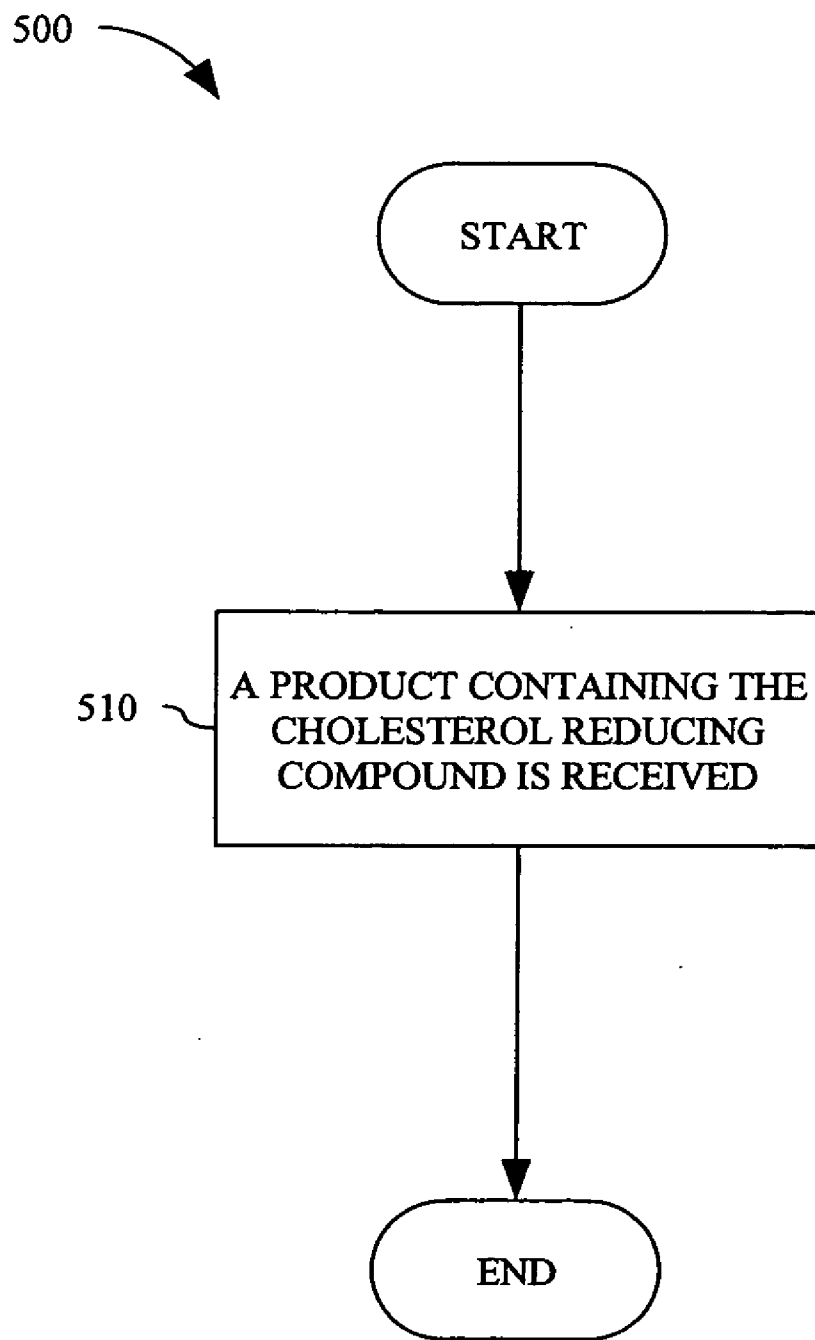 500
START
510
A PRODUCT CONTAINING THE
CHOLESTEROL REDUCING
COMPOUND IS RECEIVED
END